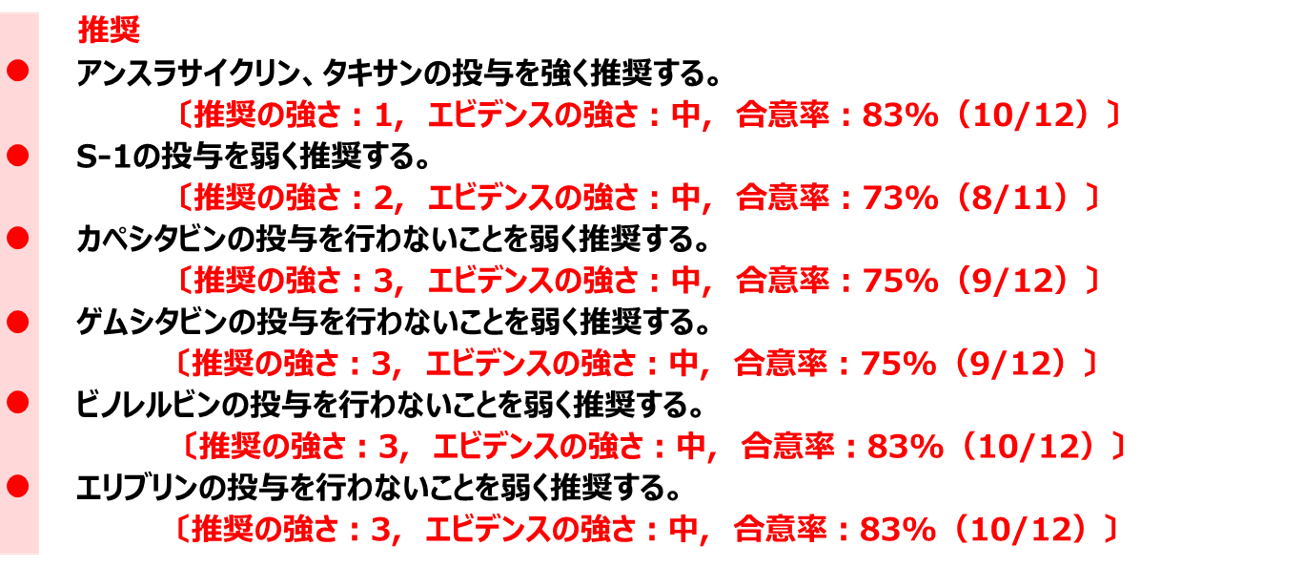 推奨
● アンスラサイクリン、タキサンの投与を強く推奨する。
〔推奨の強さ：1, エビデンスの強さ：中, 合意率：83%（10/12）〕
● S-1の投与を弱く推奨する。
〔推奨の強さ：2, エビデンスの強さ：中, 合意率：73%（8/11）〕
● カペシタビンの投与を行わないことを弱く推奨する。
〔推奨の強さ：3, エビデンスの強さ：中, 合意率：75%（9/12）〕
● ゲムシタビンの投与を行わないことを弱く推奨する。
〔推奨の強さ：3, エビデンスの強さ：中, 合意率：75%（9/12）〕
● ビノレルビンの投与を行わないことを弱く推奨する。
〔推奨の強さ：3, エビデンスの強さ：中, 合意率：83%（10/12）〕
● エリブリンの投与を行わないことを弱く推奨する。
〔推奨の強さ：3, エビデンスの強さ：中, 合意率：83%（10/12）〕